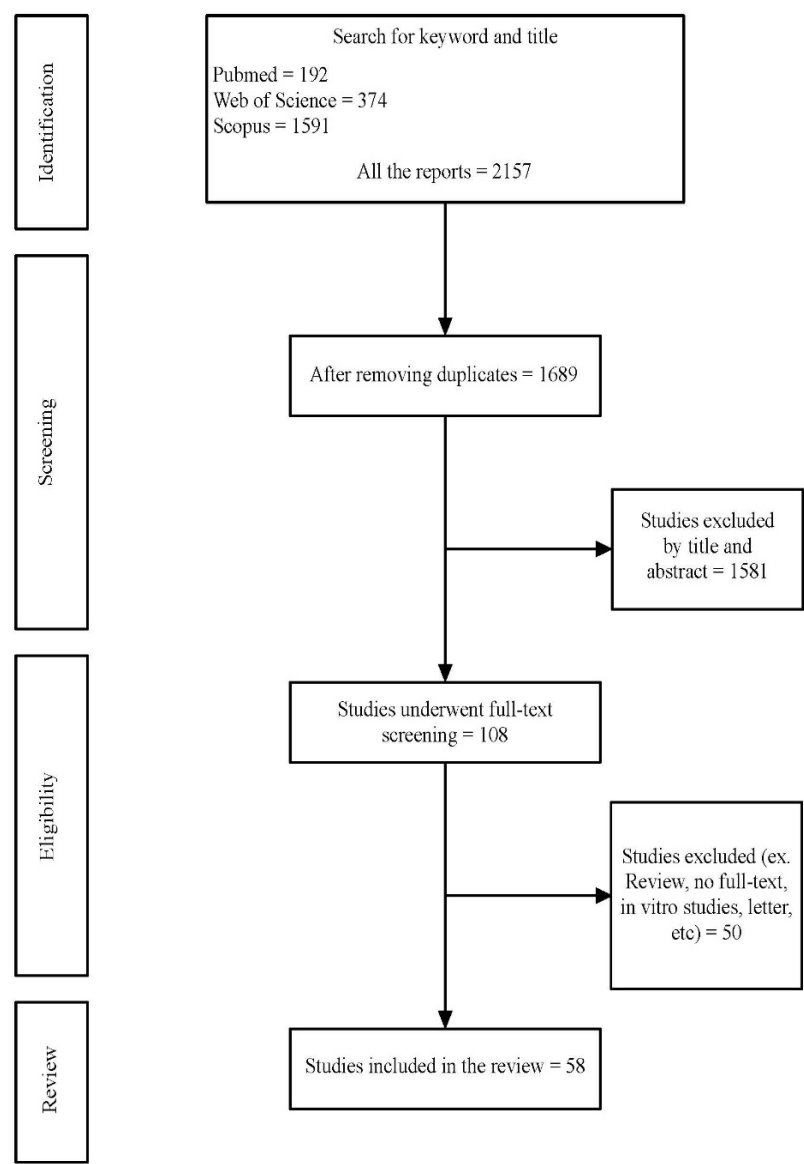 Identification
Search for keyword and title
Pubmed = 192
Web of Science = 374
Scopus = 1591
All the reports = 2157
Screening
After removing duplicates = 1689
Studies excluded
by title and
abstract = 1581
Eligibility
Studies underwent full-text
screening = 108
Studies excluded (ex.
Review, no full-text,
in vitro studies, letter,
etc) = 50
Review
Studies included in the review = 58